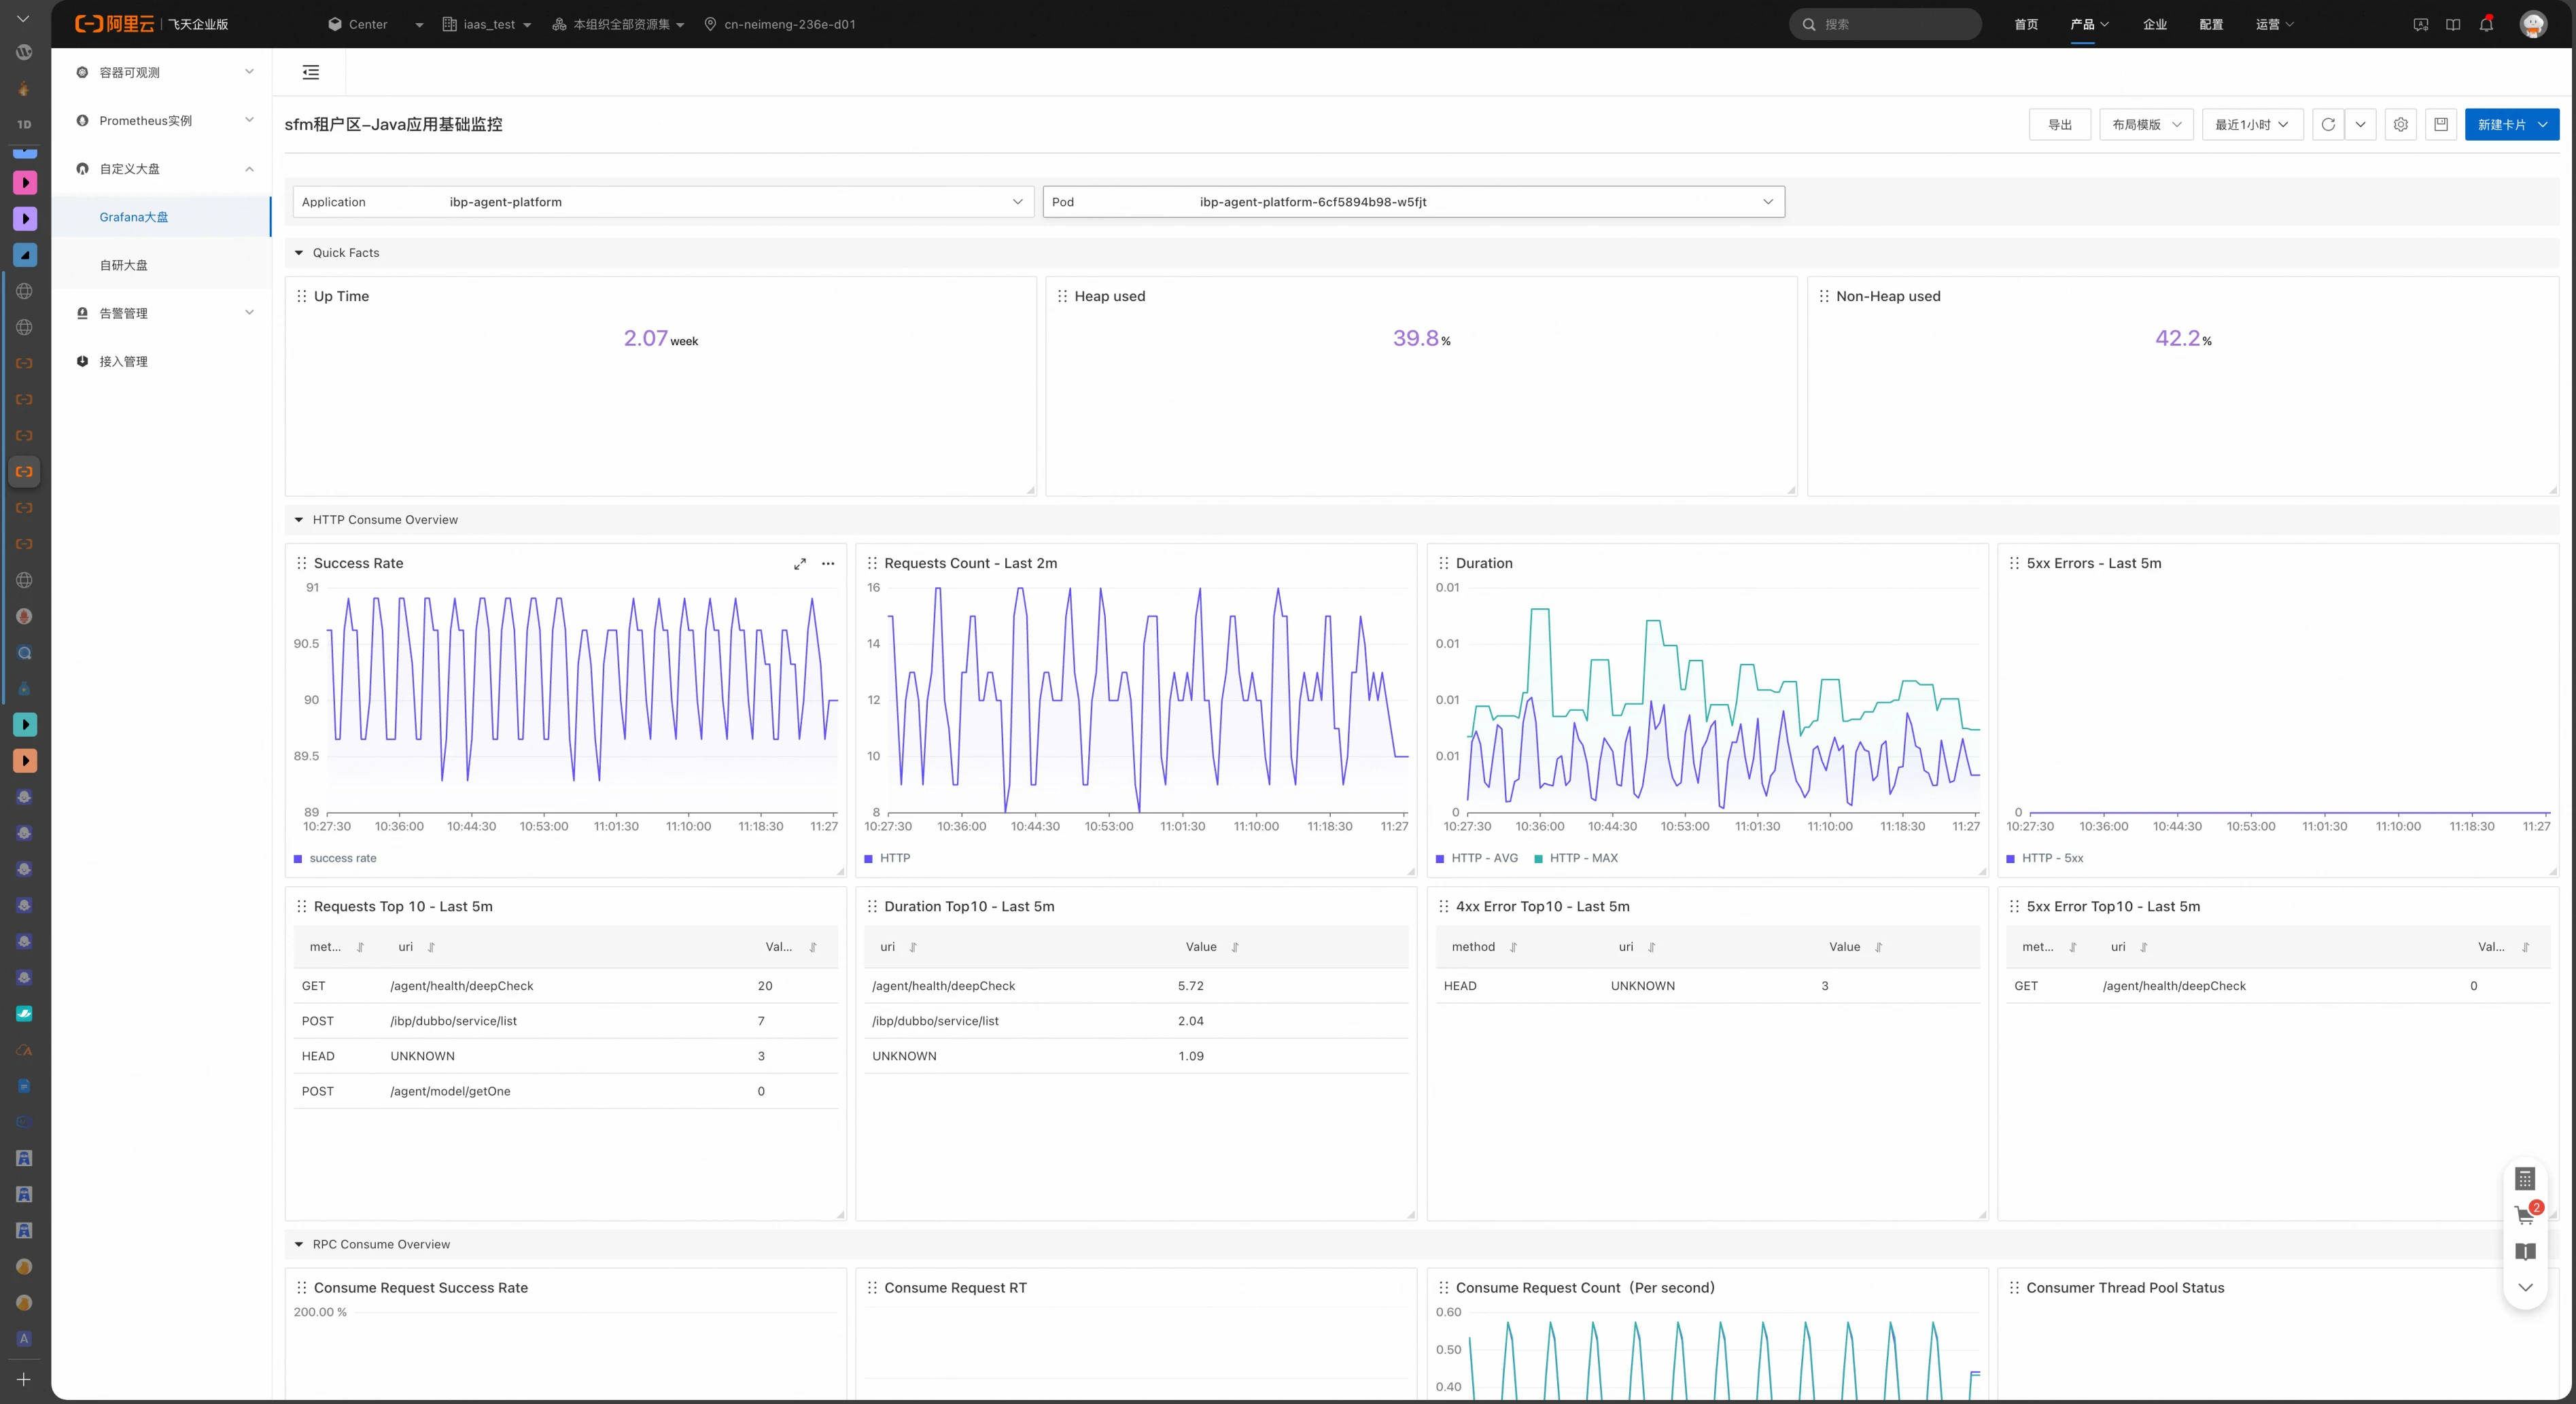 阿里云 | 飞天企业版 Center iaas_test 本组织全部资源集 cn-neimeng-236e-d01 搜索 首页 产品 企业 配置 运营
1D
容器可观测
Prometheus实例
自定义大盘
Grafana大盘
自研大盘
告警管理
接入管理
sfm租户区-Java应用基础监控 导出 布局模版 最近1小时 新建卡片
Application ibp-agent-platform Pod ibp-agent-platform-6cf5894b98-w5fjt
Quick Facts
Up Time Heap used Non-Heap used
2.07 week 39.8 % 42.2 %
HTTP Consume Overview
Success Rate
91
90.5
90
89.5
89
10:27:30 10:36:00 10:44:30 10:53:00 11:01:30 11:10:00 11:18:30 11:27
success rate
Requests Count - Last 2m
16
14
12
10
8
10:27:30 10:36:00 10:44:30 10:53:00 11:01:30 11:10:00 11:18:30 11:27
HTTP
Duration
0.01
0.01
0.01
0.01
0
10:27:30 10:36:00 10:44:30 10:53:00 11:01:30 11:10:00 11:18:30 11:27
HTTP - AVG HTTP - MAX
5xx Errors - Last 5m
0
10:27:30 10:36:00 10:44:30 10:53:00 11:01:30 11:10:00 11:18:30 11:27
HTTP - 5xx
Requests Top 10 - Last 5m
met... uri Val...
GET /agent/health/deepCheck 20
POST /ibp/dubbo/service/list 7
HEAD UNKNOWN 3
POST /agent/model/getOne 0
Duration Top10 - Last 5m
uri Value
/agent/health/deepCheck 5.72
/ibp/dubbo/service/list 2.04
UNKNOWN 1.09
4xx Error Top10 - Last 5m
method uri Value
HEAD UNKNOWN 3
5xx Error Top10 - Last 5m
met... uri Val...
GET /agent/health/deepCheck 0
2
RPC Consume Overview
Consume Request Success Rate
200.00 %
Consume Request RT
Consume Request Count（Per second）
0.60
0.50
0.40
Consumer Thread Pool Status
A